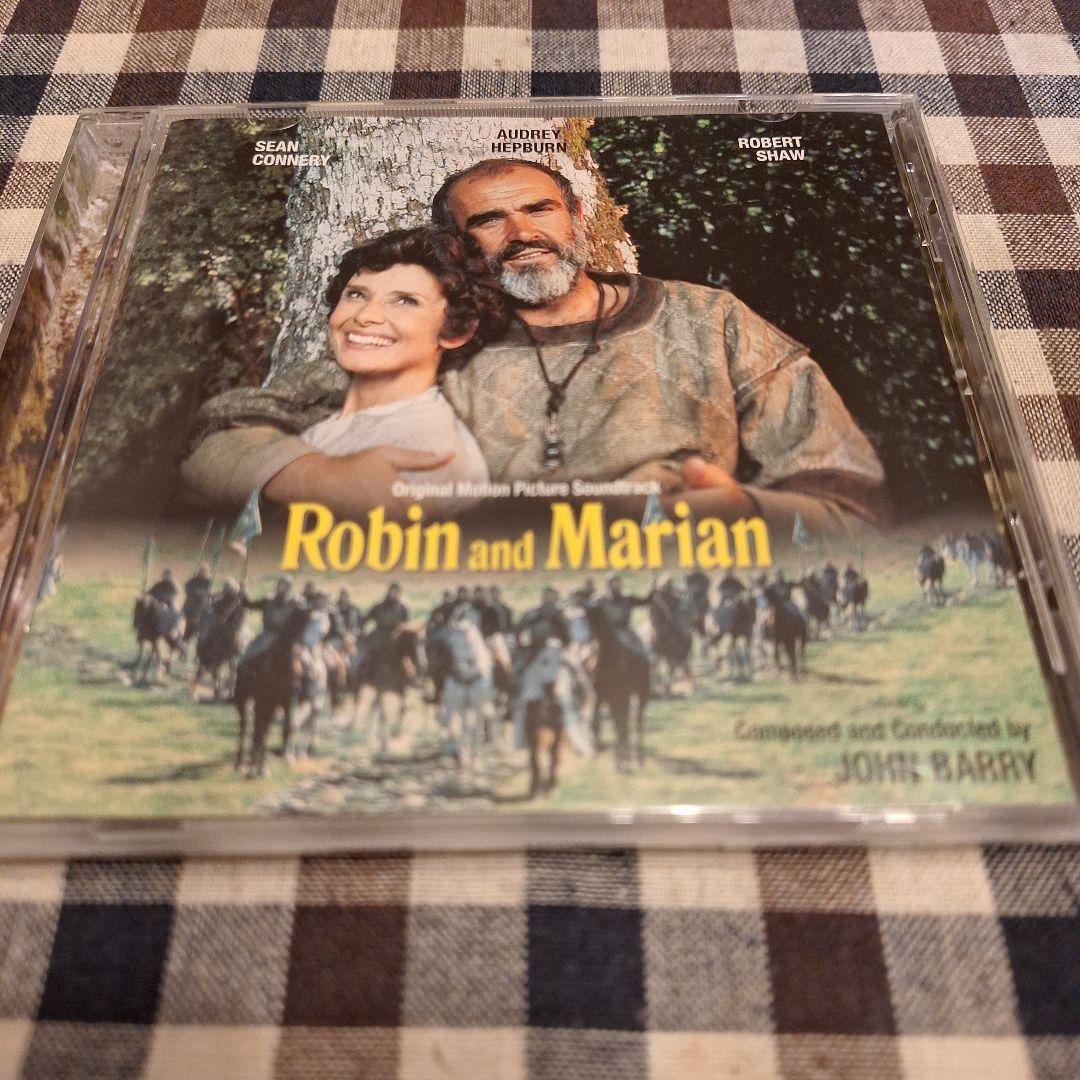 SEAN
CONNERY
AUDREY
HEPBURN
ROBERT
SHAW
Original Motion Picture Soundtrack
Robin and Marian
Composed and Conducted by
JOHN BARRY